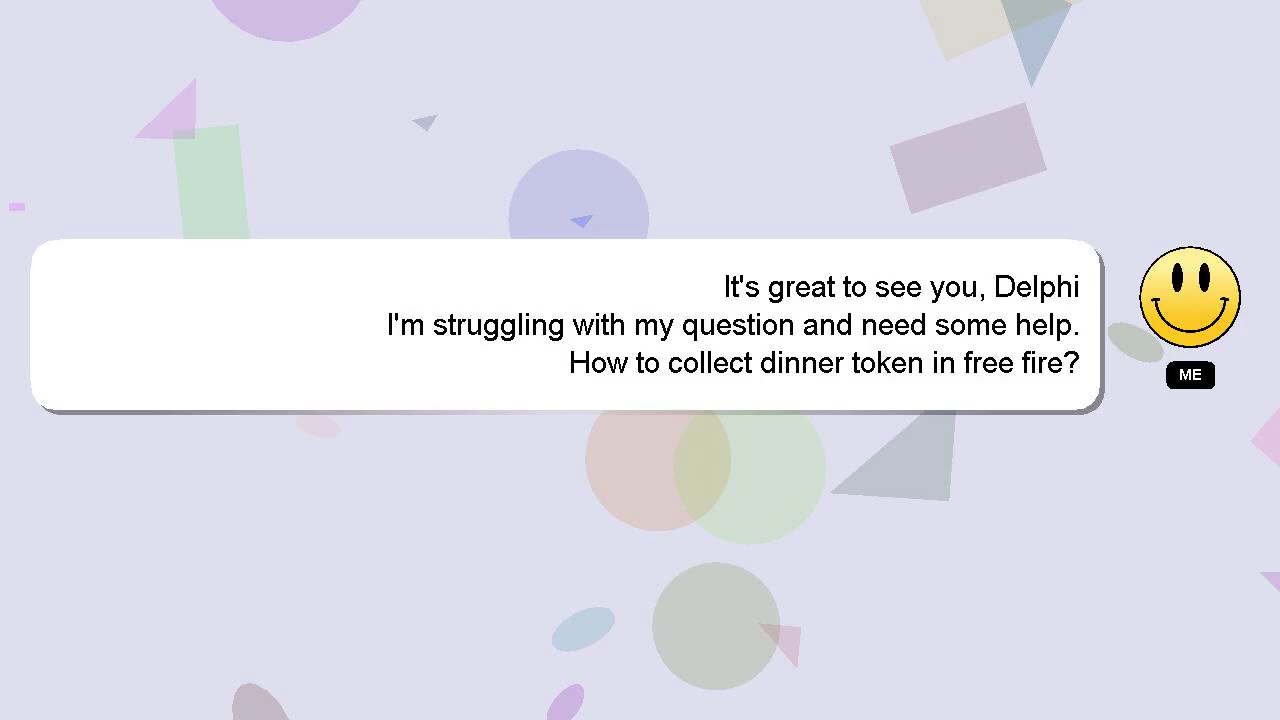 It's great to see you, Delphi
I'm struggling with my question and need some help.
How to collect dinner token in free fire?
ME